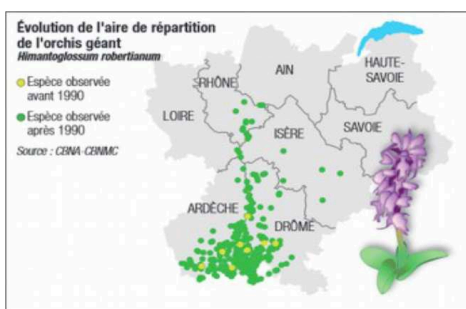 Évolution de l'aire de répartition
de l'orchis géant
Himantoglossum robertianum
Espèce observée
avant 1990
Espèce observée
après 1990
Source : CBNA-CBNMC
AIN
HAUTE-
SAVOIE
RHÔNE
LOIRE
ISÈRE
SAVOIE
ARDÈCHE
DRÔME